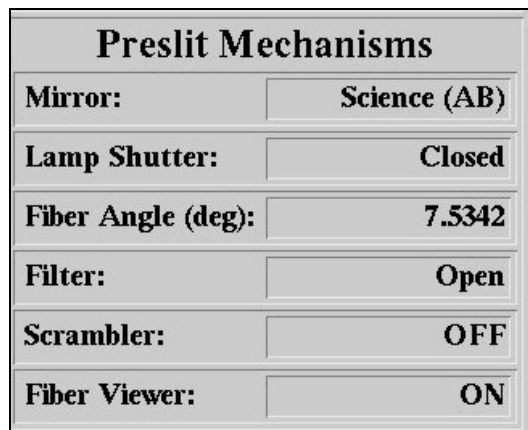 Preslit Mechanisms
Mirror: Science (AB)
Lamp Shutter: Closed
Fiber Angle (deg): 7.5342
Filter: Open
Scrambler: OFF
Fiber Viewer: ON